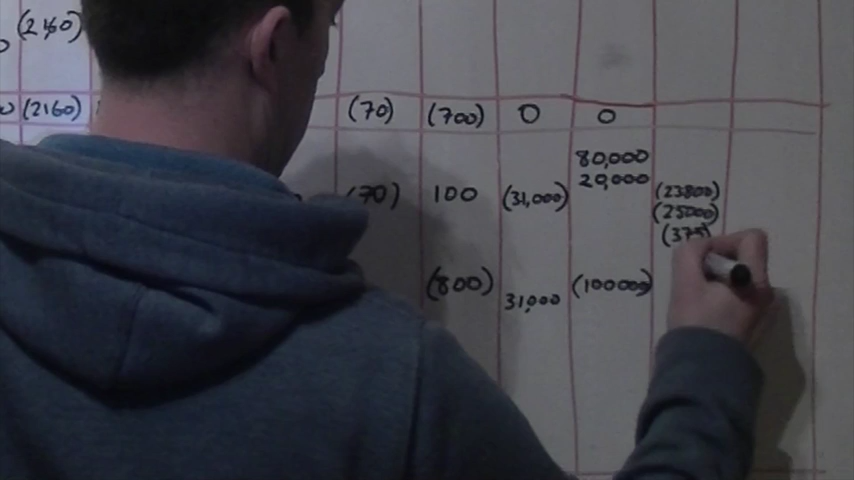 (2160)
(2160) (70) (700) 0 0
80,000
20,000
(70) 100 (31,000) (23800)
(25000)
(800) 31,000 (100000)